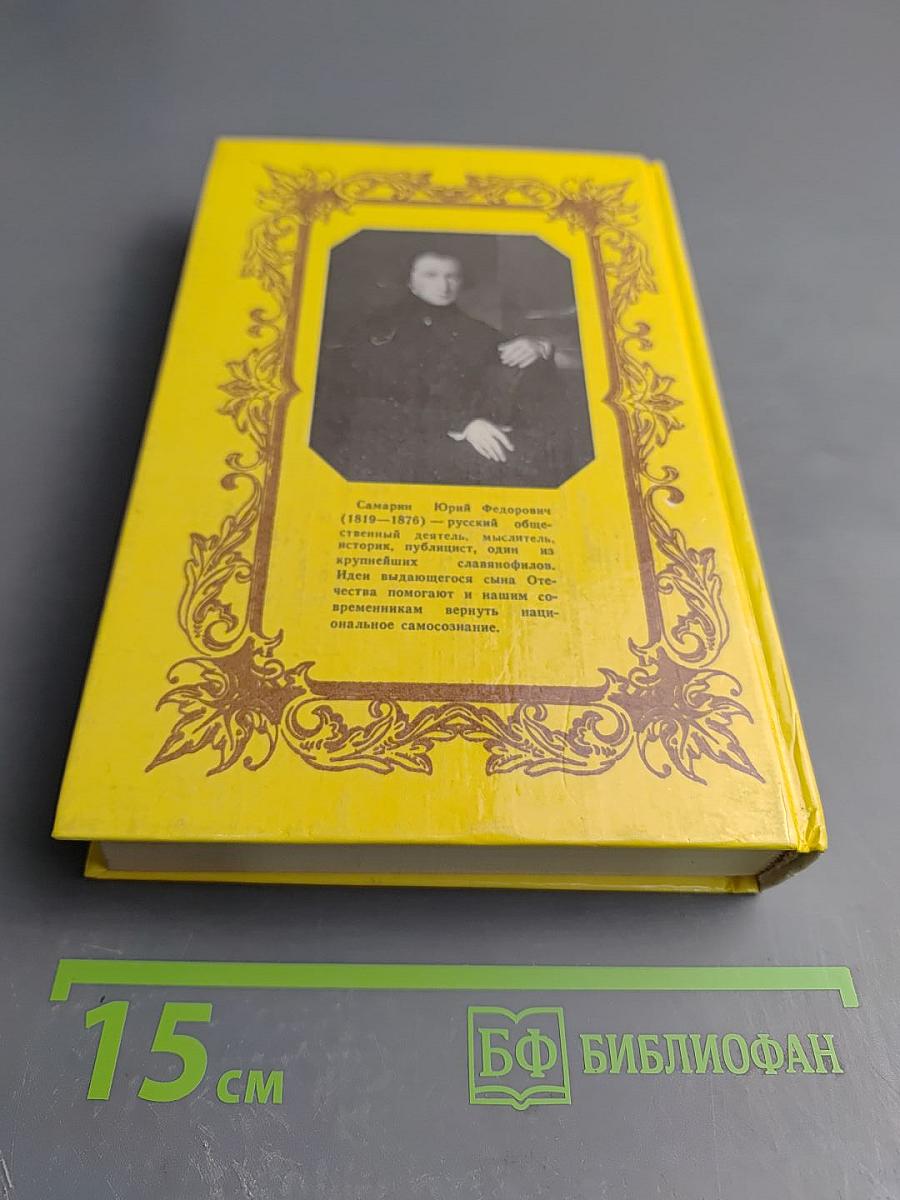 Самарин Юрий Федорович
(1819—1876) — русский обще-
ственный деятель, мыслитель,
историк, публицист, один из
крупнейших славянофилов.
Идеи выдающегося сына Оте-
чества помогают и нашим со-
временникам вернуть наци-
ональное самосознание.
15 см
БФ БИБЛИОФАН